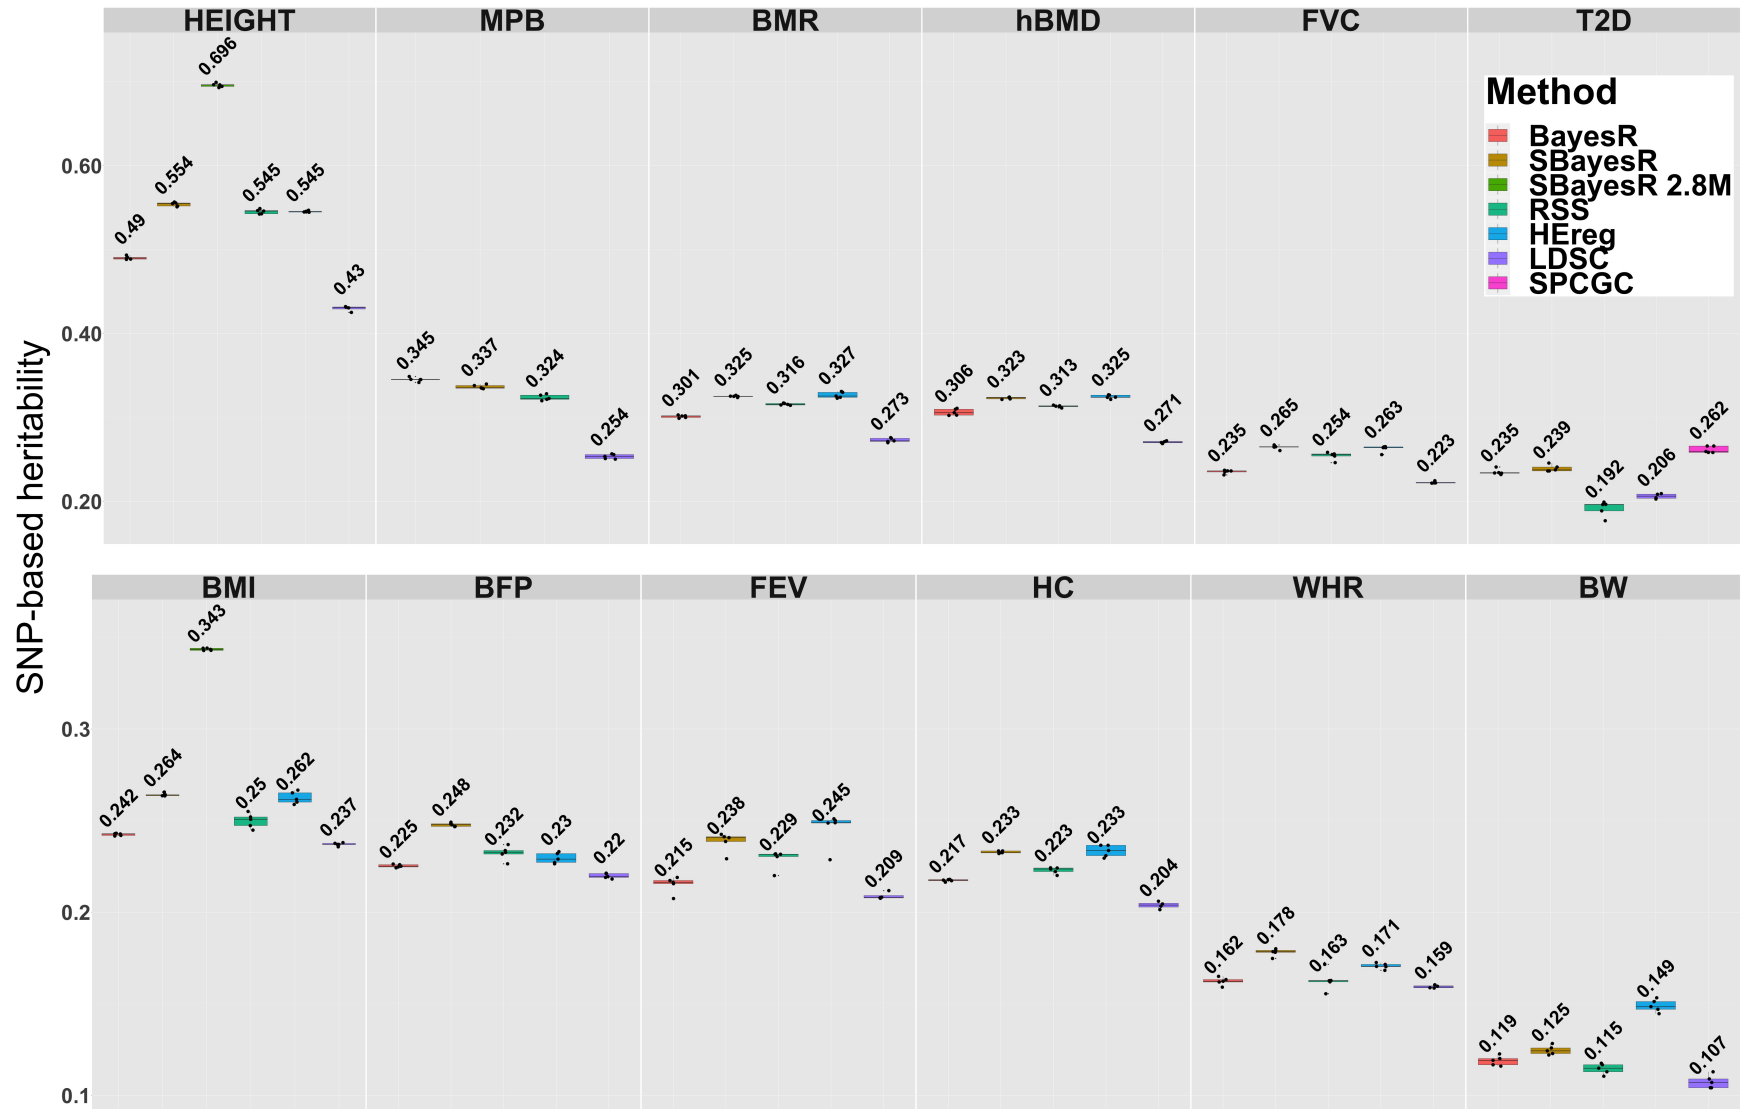 SNP-based heritability
HEIGHT MPB BMR hBMD FVC T2D
0.60
0.40
0.20
0.49 0.554 0.696 0.545 0.545 0.43
0.345 0.337 0.324 0.254
0.301 0.325 0.316 0.327 0.273
0.306 0.323 0.313 0.325 0.271
0.235 0.265 0.254 0.263 0.223
0.235 0.239 0.192 0.206 0.262
Method
BayesR
SBayesR
SBayesR 2.8M
RSS
HEreg
LDSC
SPCGC
BMI BFP FEV HC WHR BW
0.3
0.2
0.1
0.242 0.264 0.343 0.25 0.262 0.237
0.225 0.248 0.232 0.23 0.22
0.215 0.238 0.229 0.245 0.209
0.217 0.233 0.223 0.233 0.204
0.162 0.178 0.163 0.171 0.159
0.119 0.125 0.115 0.149 0.107